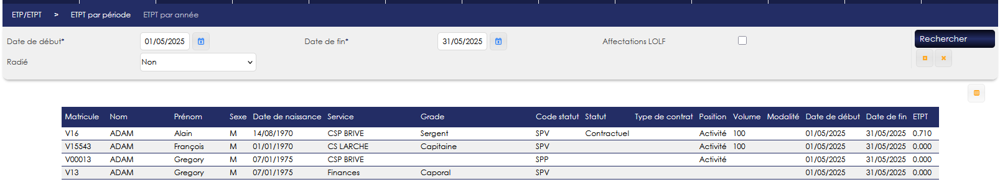 ETP/ETPT > ETPT par période ETPT par année
Date de début* 01/05/2025 Date de fin* 31/05/2025 Affectations LOLF Rechercher
Radié Non
Matricule Nom Prénom Sexe Date de naissance Service Grade Code statut Statut Type de contrat Position Volume Modalité Date de début Date de fin ETPT
V16 ADAM Alain M 14/08/1970 CSP BRIVE Sergent SPV Contractuel Activité 100 01/05/2025 31/05/2025 0.710
V15543 ADAM François M 01/01/1970 CS LARCHE Capitaine SPV Activité 100 01/05/2025 31/05/2025 0.000
V00013 ADAM Gregory M 07/01/1975 CSP BRIVE SPP Activité 01/05/2025 31/05/2025 0.000
V13 ADAM Gregory M 07/01/1975 Finances Caporal SPV 01/05/2025 31/05/2025 0.000